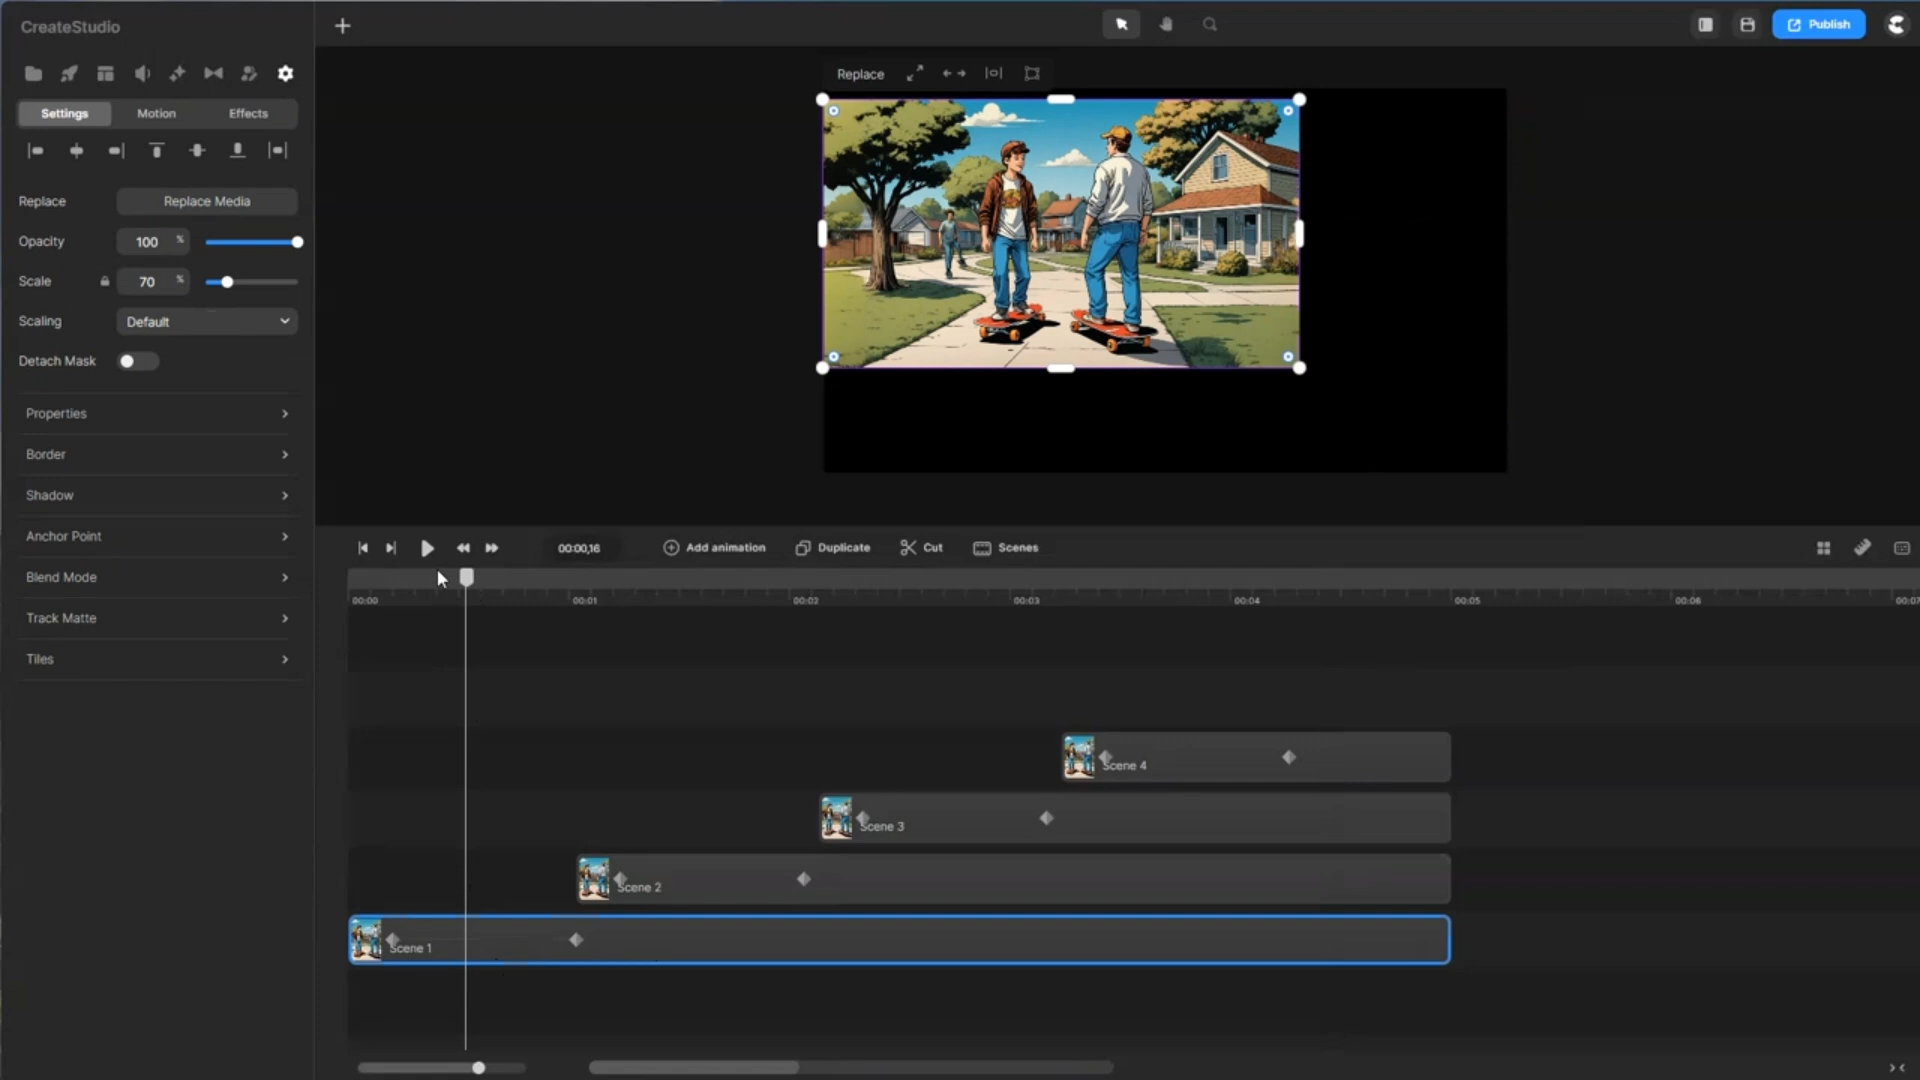 CreateStudio
Publish
Replace
Settings
Motion
Effects
Replace
Replace Media
Opacity
100 %
Scale
70 %
Scaling
Default
Detach Mask
Properties
Border
Shadow
Anchor Point
Blend Mode
Track Matte
Tiles
00:00,16
Add animation
Duplicate
Cut
Scenes
00:00
00:01
00:02
00:03
00:04
00:05
00:06
00:07
Scene 4
Scene 3
Scene 2
Scene 1